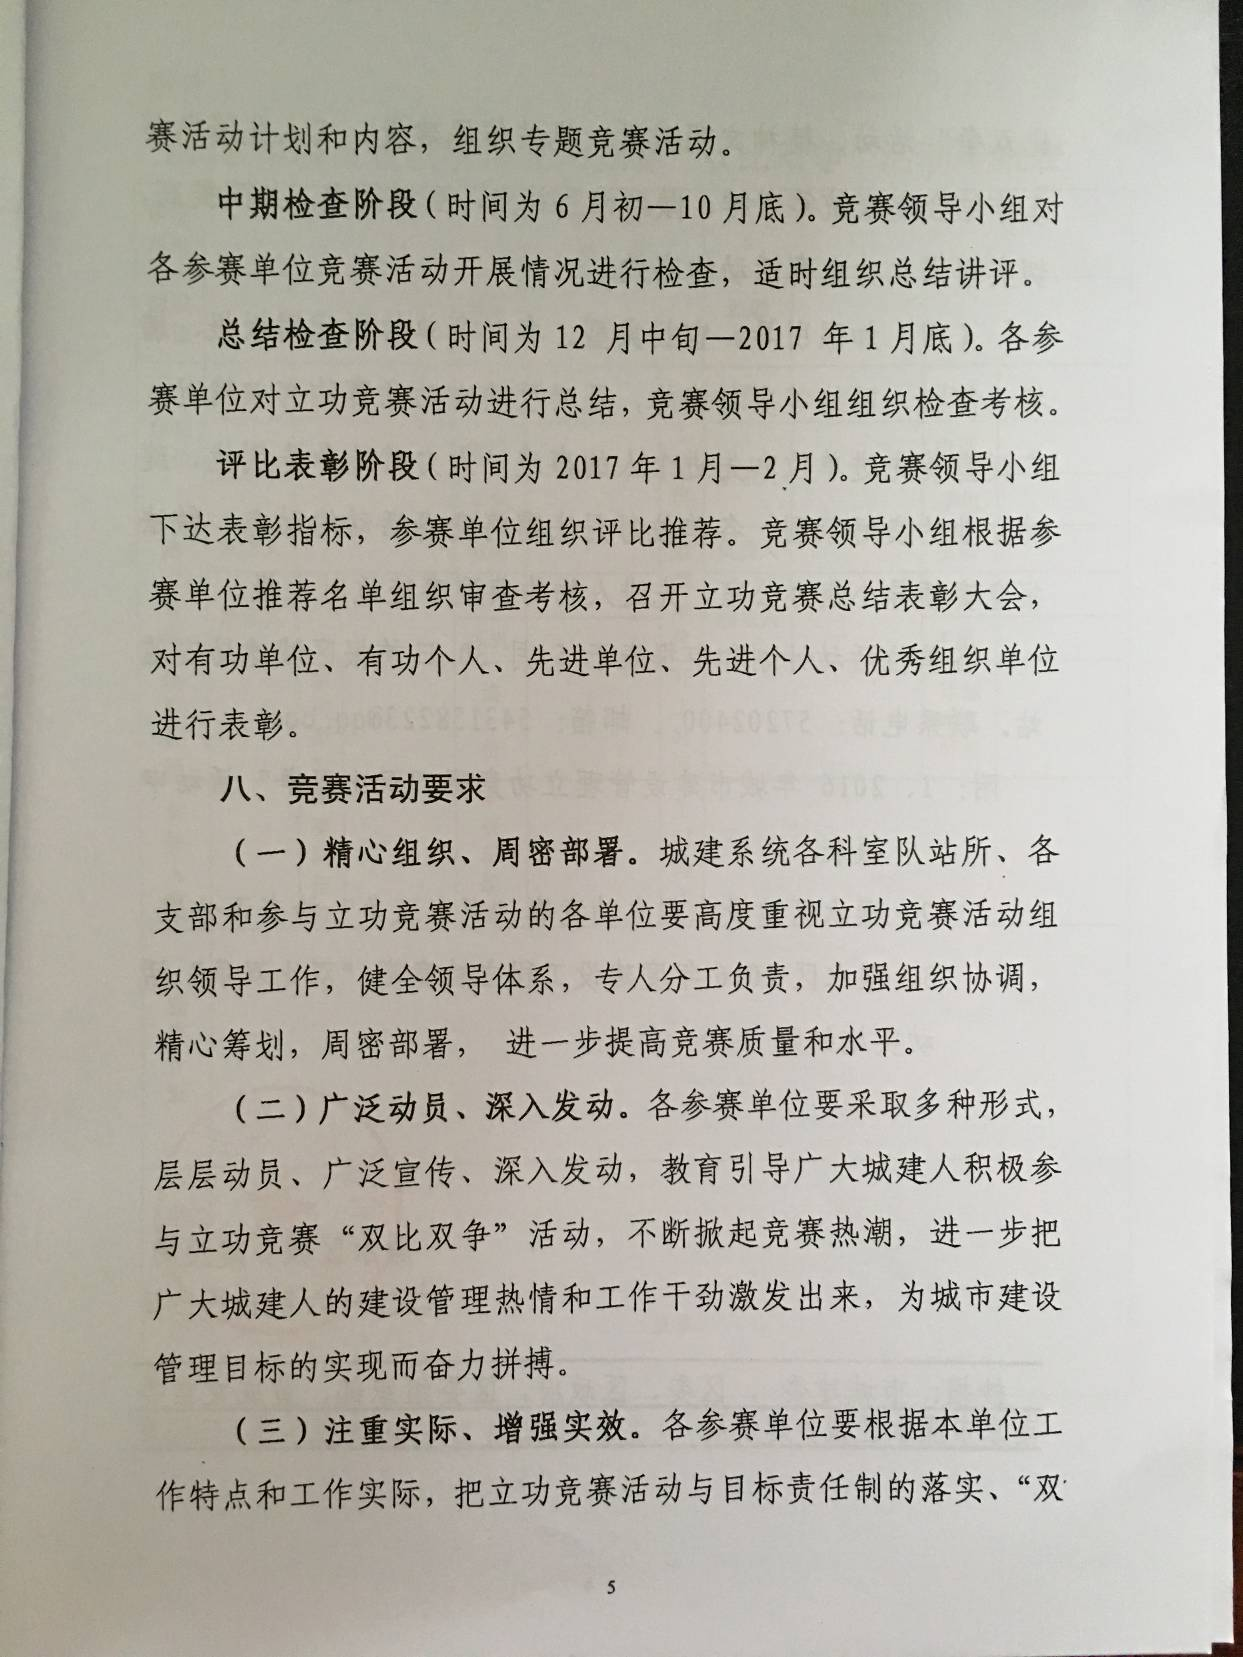 赛活动计划和内容，组织专题竞赛活动。
中期检查阶段（时间为 6 月初—10 月底）。竞赛领导小组对
各参赛单位竞赛活动开展情况进行检查，适时组织总结讲评。
总结检查阶段（时间为 12 月中旬—2017 年 1 月底）。各参
赛单位对立功竞赛活动进行总结，竞赛领导小组组织检查考核。
评比表彰阶段（时间为 2017 年 1 月—2 月）。竞赛领导小组
下达表彰指标，参赛单位组织评比推荐。竞赛领导小组根据参
赛单位推荐名单组织审查考核，召开立功竞赛总结表彰大会，
对有功单位、有功个人、先进单位、先进个人、优秀组织单位
进行表彰。
八、竞赛活动要求
（一）精心组织、周密部署。城建系统各科室队站所、各
支部和参与立功竞赛活动的各单位要高度重视立功竞赛活动组
织领导工作，健全领导体系，专人分工负责，加强组织协调，
精心筹划，周密部署， 进一步提高竞赛质量和水平。
（二）广泛动员、深入发动。各参赛单位要采取多种形式，
层层动员、广泛宣传、深入发动，教育引导广大城建人积极参
与立功竞赛“双比双争”活动，不断掀起竞赛热潮，进一步把
广大城建人的建设管理热情和工作干劲激发出来，为城市建设
管理目标的实现而奋力拼搏。
（三）注重实际、增强实效。各参赛单位要根据本单位工
作特点和工作实际，把立功竞赛活动与目标责任制的落实、“双
5